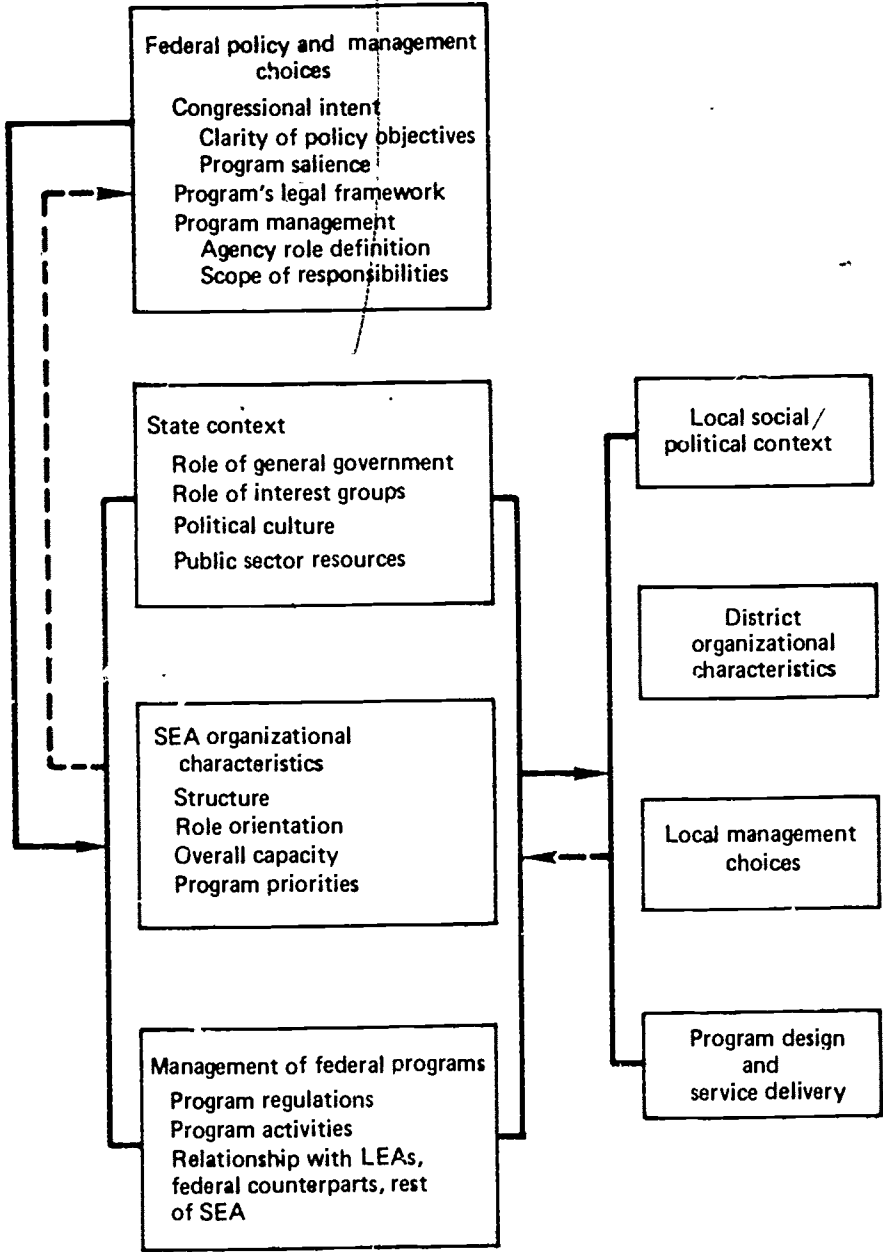 Federal policy and management
choices
Congressional intent
Clarity of policy objectives
Program salience
Program's legal framework
Program management
Agency role definition
Scope of responsibilities
State context
Role of general government
Role of interest groups
Political culture
Public sector resources
SEA organizational
characteristics
Structure
Role orientation
Overall capacity
Program priorities
Management of federal programs
Program regulations
Program activities
Relationship with LEAs,
federal counterparts, rest
of SEA
Local social/
political context
District
organizational
characteristics
Local management
choices
Program design
and
service delivery